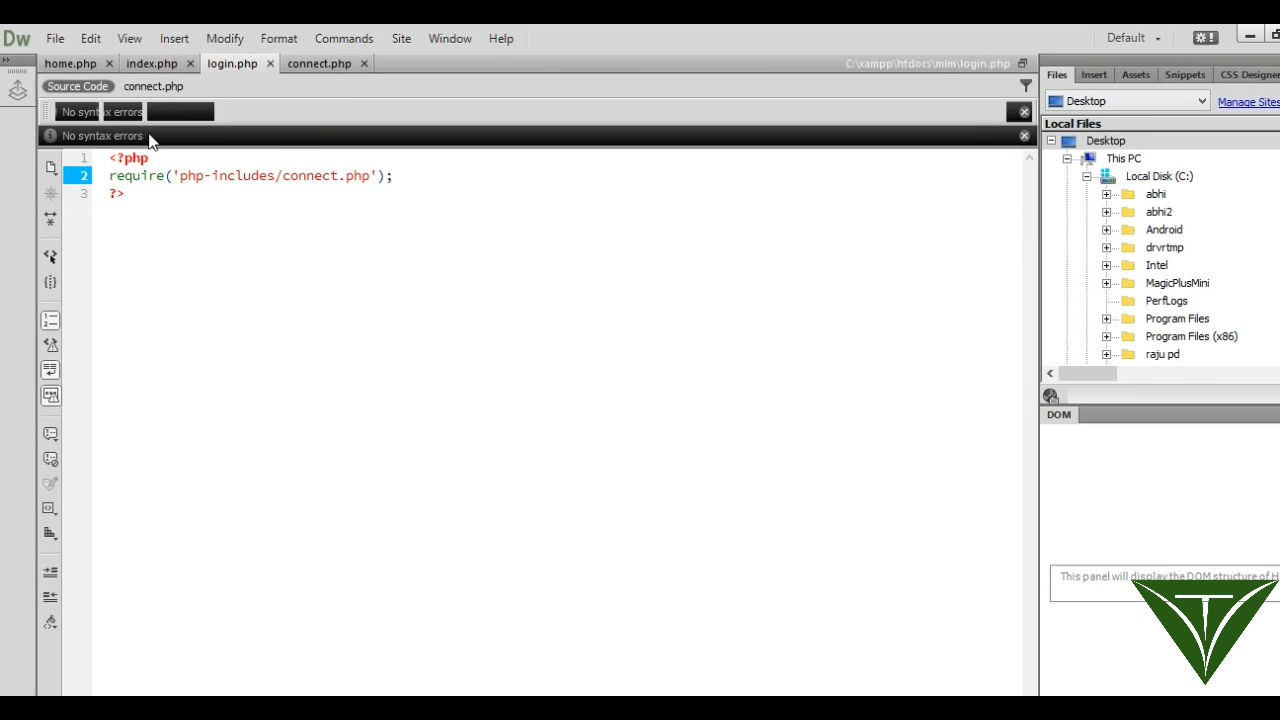 Dw File Edit View Insert Modify Format Commands Site Window Help Default
home.php index.php login.php connect.php C:\xampp\htdocs\mlm\login.php
Source Code connect.php
No syntax errors
No syntax errors
1 <?php
2 require('php-includes/connect.php');
3 ?>
Files Insert Assets Snippets CSS Designer
Desktop Manage Sites
Local Files
Desktop
This PC
Local Disk (C:)
abhi
abhi2
Android
drvrtmp
Intel
MagicPlusMini
PerfLogs
Program Files
Program Files (x86)
raju pd
DOM
This panel will display the DOM structure of H
T